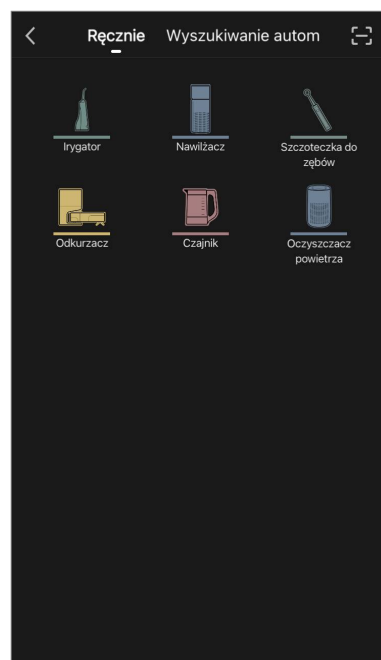 Ręcznie Wyszukiwanie autom
Irygator Nawilżacz Szczoteczka do
zębów
Odkurzacz Czajnik Oczyszczacz
powietrza